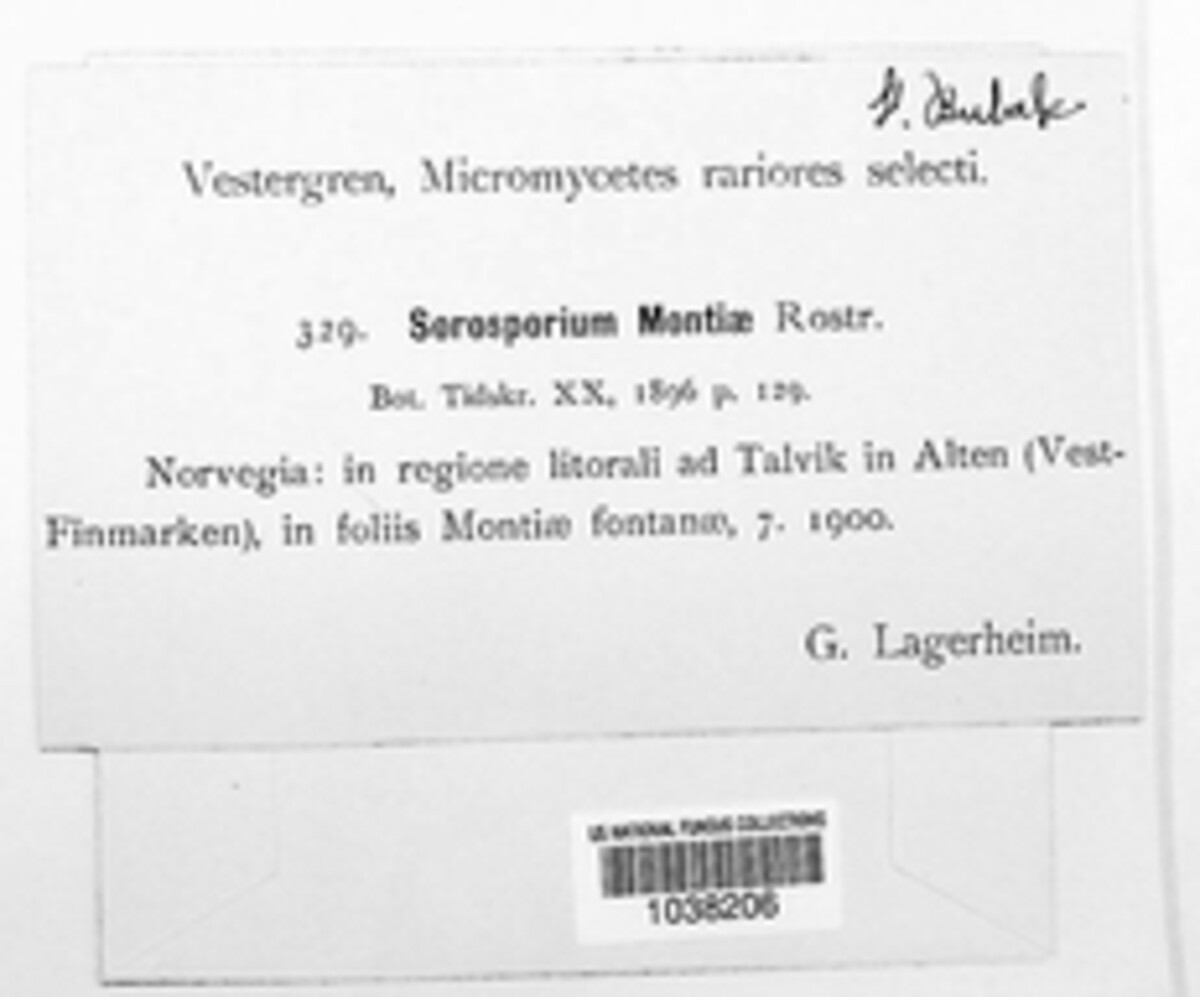 F. Bubak
Vestergren, Micromycetes rariores selecti.
329. Sorosporium Montiæ Rostr.
Bot. Tidskr. XX, 1896 p. 129.
Norvegia: in regione litorali ad Talvik in Alten (Vest-
Finmarken), in foliis Montiæ fontanæ, 7. 1900.
G. Lagerheim.
US NATIONAL FUNGUS COLLECTIONS
1038206